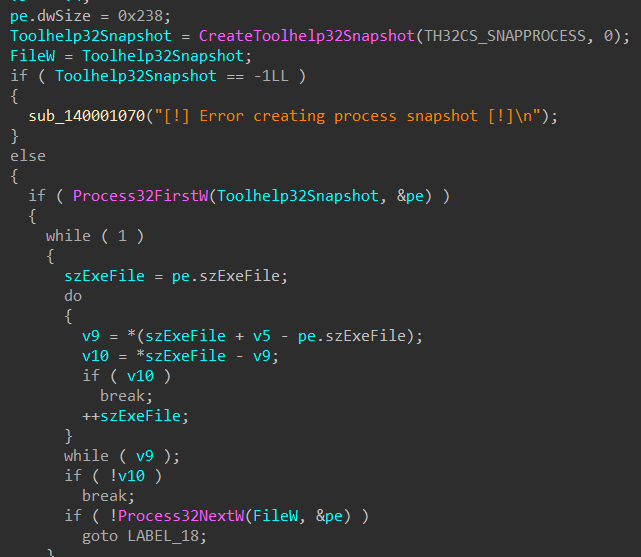 pe.dwSize = 0x238;
Toolhelp32Snapshot = CreateToolhelp32Snapshot(TH32CS_SNAPPROCESS, 0);
FileW = Toolhelp32Snapshot;
if ( Toolhelp32Snapshot == -1LL )
{
sub_140001070("[!] Error creating process snapshot [!]\n");
}
else
{
if ( Process32FirstW(Toolhelp32Snapshot, &pe) )
{
while ( 1 )
{
szExeFile = pe.szExeFile;
do
{
v9 = *(szExeFile + v5 - pe.szExeFile);
v10 = *szExeFile - v9;
if ( v10 )
break;
++szExeFile;
}
while ( v9 );
if ( !v10 )
break;
if ( !Process32NextW(FileW, &pe) )
goto LABEL_18;